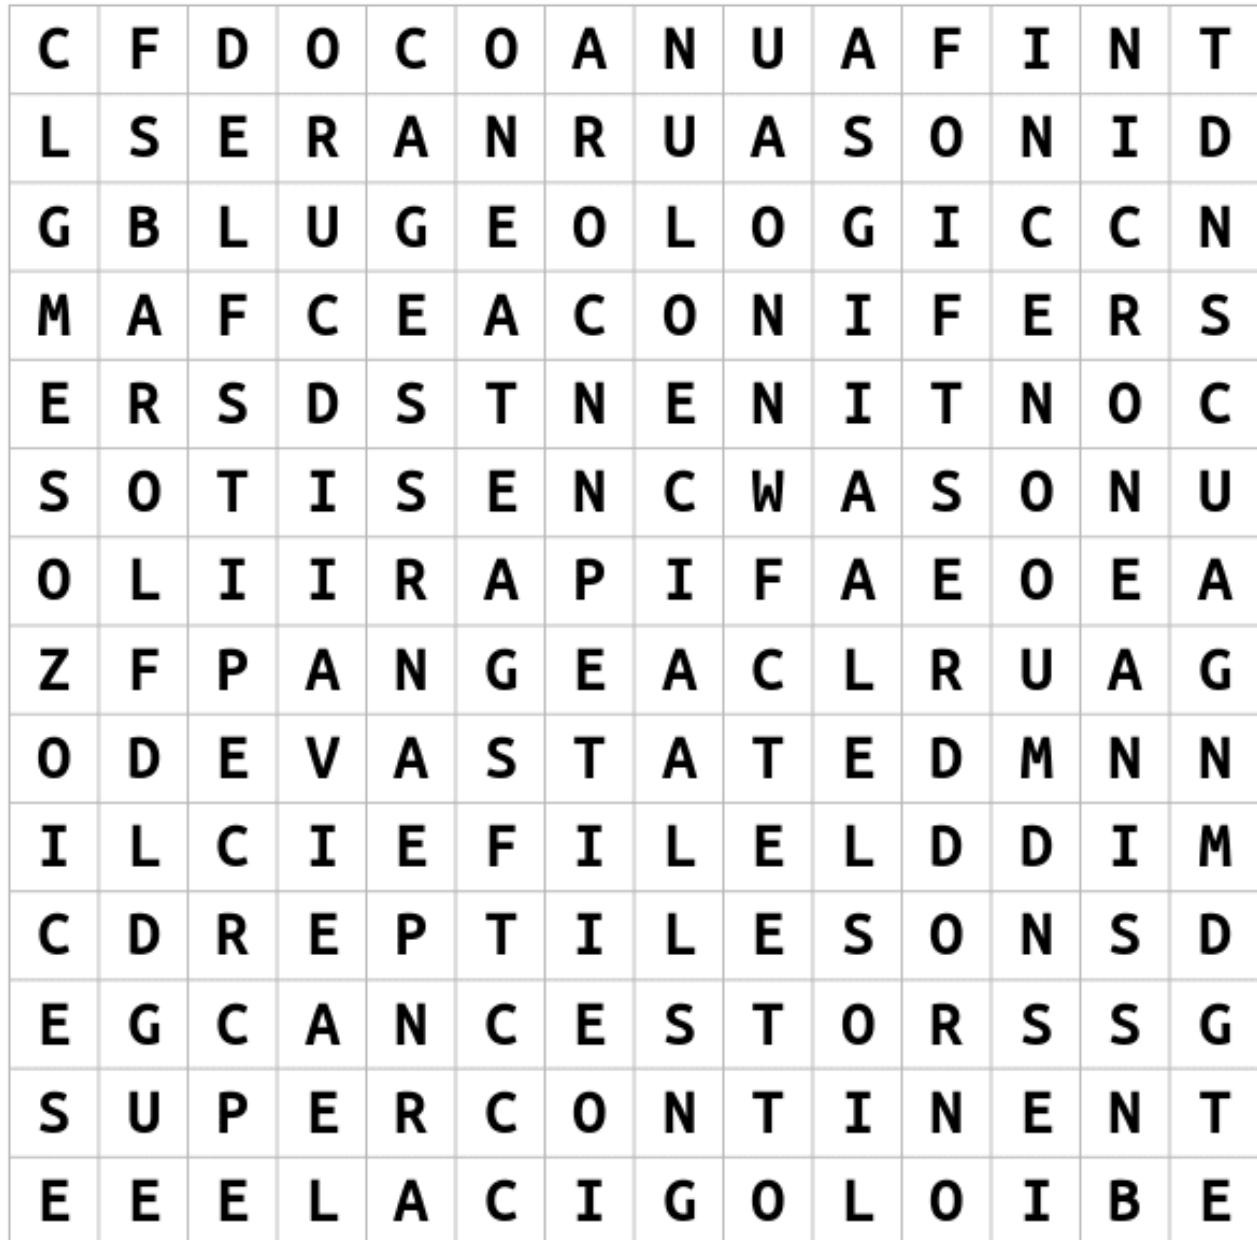 C F D O C O A N U A F I N T
L S E R A N R U A S O N I D
G B L U G E O L O G I C C N
M A F C E A C O N I F E R S
E R S D S T N E N I T N O C
S O T I S E N C W A S O N U
O L I I R A P I F A E O E A
Z F P A N G E A C L R U A G
O D E V A S T A T E D M N N
I L C I E F I L E L D D I M
C D R E P T I L E S O N S D
E G C A N C E S T O R S S G
S U P E R C O N T I N E N T
E E E L A C I G O L O I B E